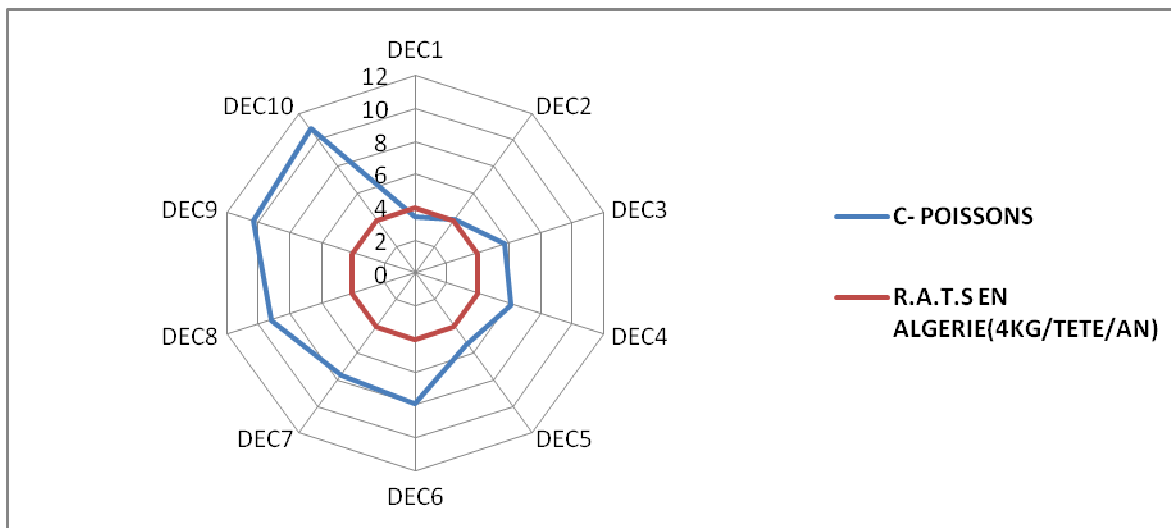 DEC1
12
DEC10
DEC2
10
8
6
DEC9
4
DEC3
2
0
DEC8
DEC4
DEC7
DEC5
DEC6
C- POISSONS
R.A.T.S EN
ALGERIE(4KG/TETE/AN)